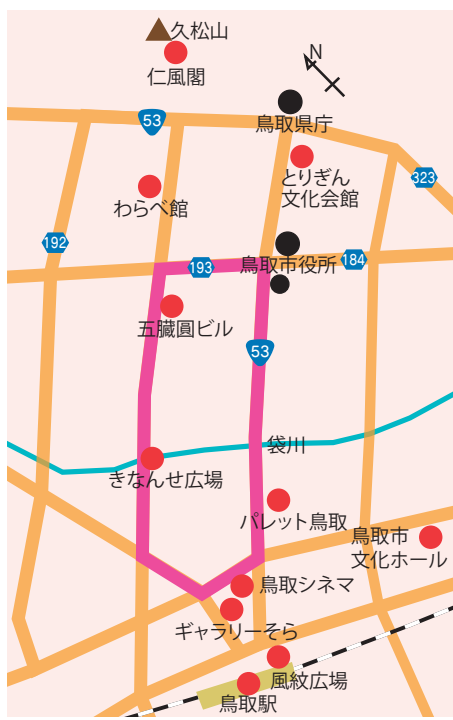 久松山
仁風閣
N
53
鳥取県庁
とりぎん
文化会館
323
わらべ館
192
193
鳥取市役所
184
五臓圓ビル
53
袋川
きなんせ広場
パレット鳥取
鳥取市
文化ホール
鳥取シネマ
ギャラリーそら
風紋広場
鳥取駅